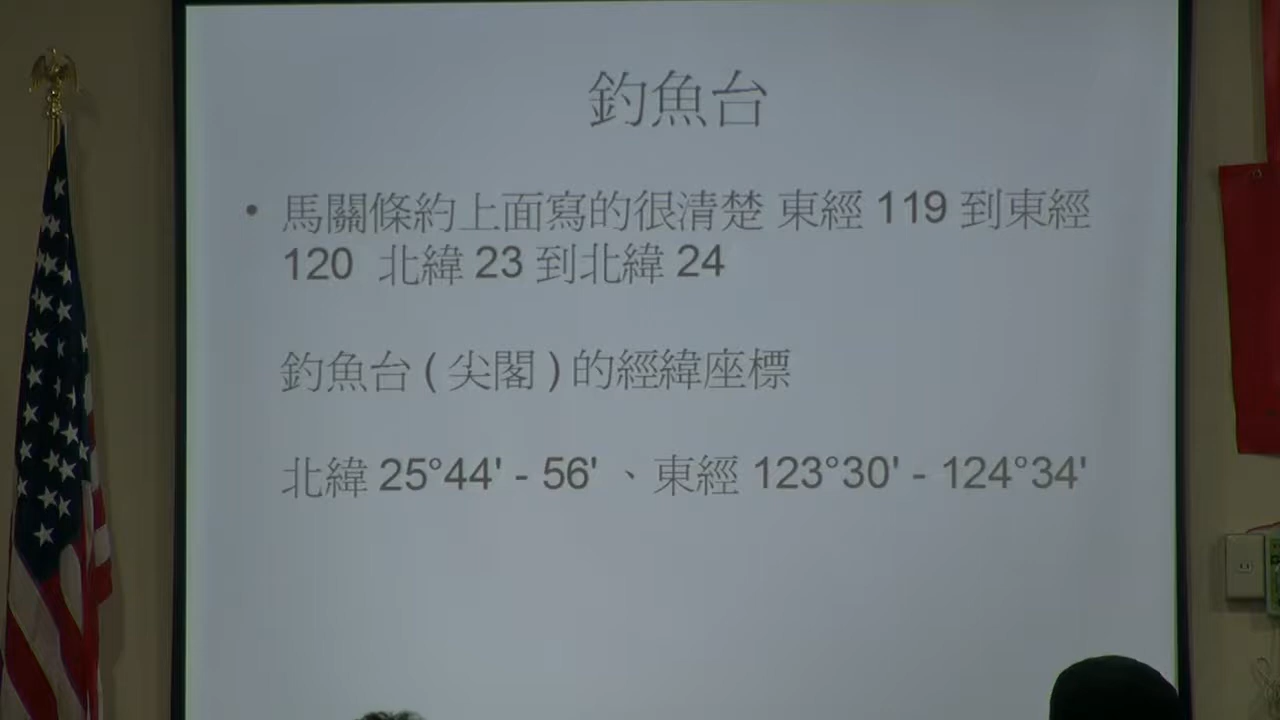 釣魚台
• 馬關條約上面寫的很清楚 東經 119 到東經
120 北緯 23 到北緯 24
釣魚台 ( 尖閣 ) 的經緯座標
北緯 25°44' - 56' 、東經 123°30' - 124°34'